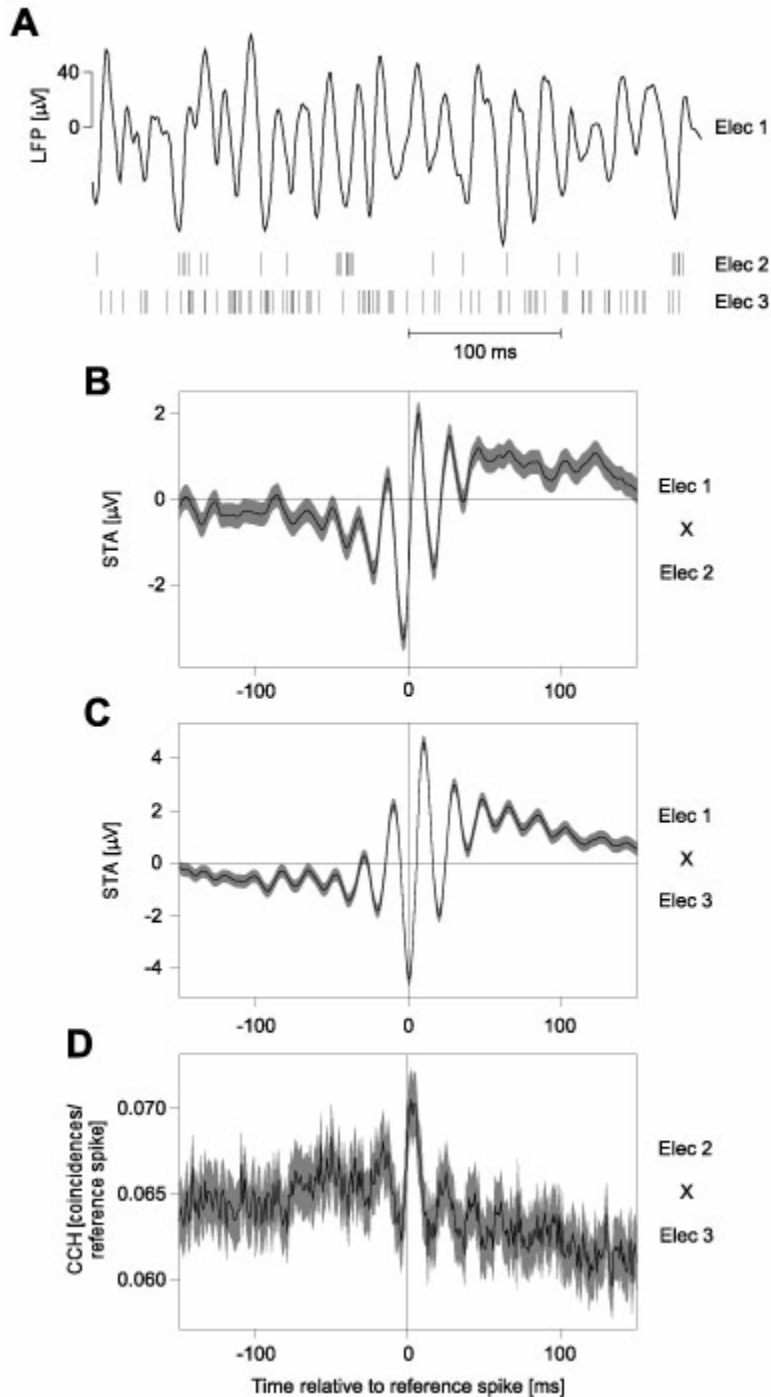 A
LFP [µV]
40
0
Elec 1
Elec 2
Elec 3
100 ms
B
STA [µV]
2
0
-2
-100
0
100
Elec 1
X
Elec 2
C
STA [µV]
4
2
0
-2
-4
-100
0
100
Elec 1
X
Elec 3
D
CCH [coincidences/
reference spike]
0.070
0.065
0.060
-100
0
100
Elec 2
X
Elec 3
Time relative to reference spike [ms]